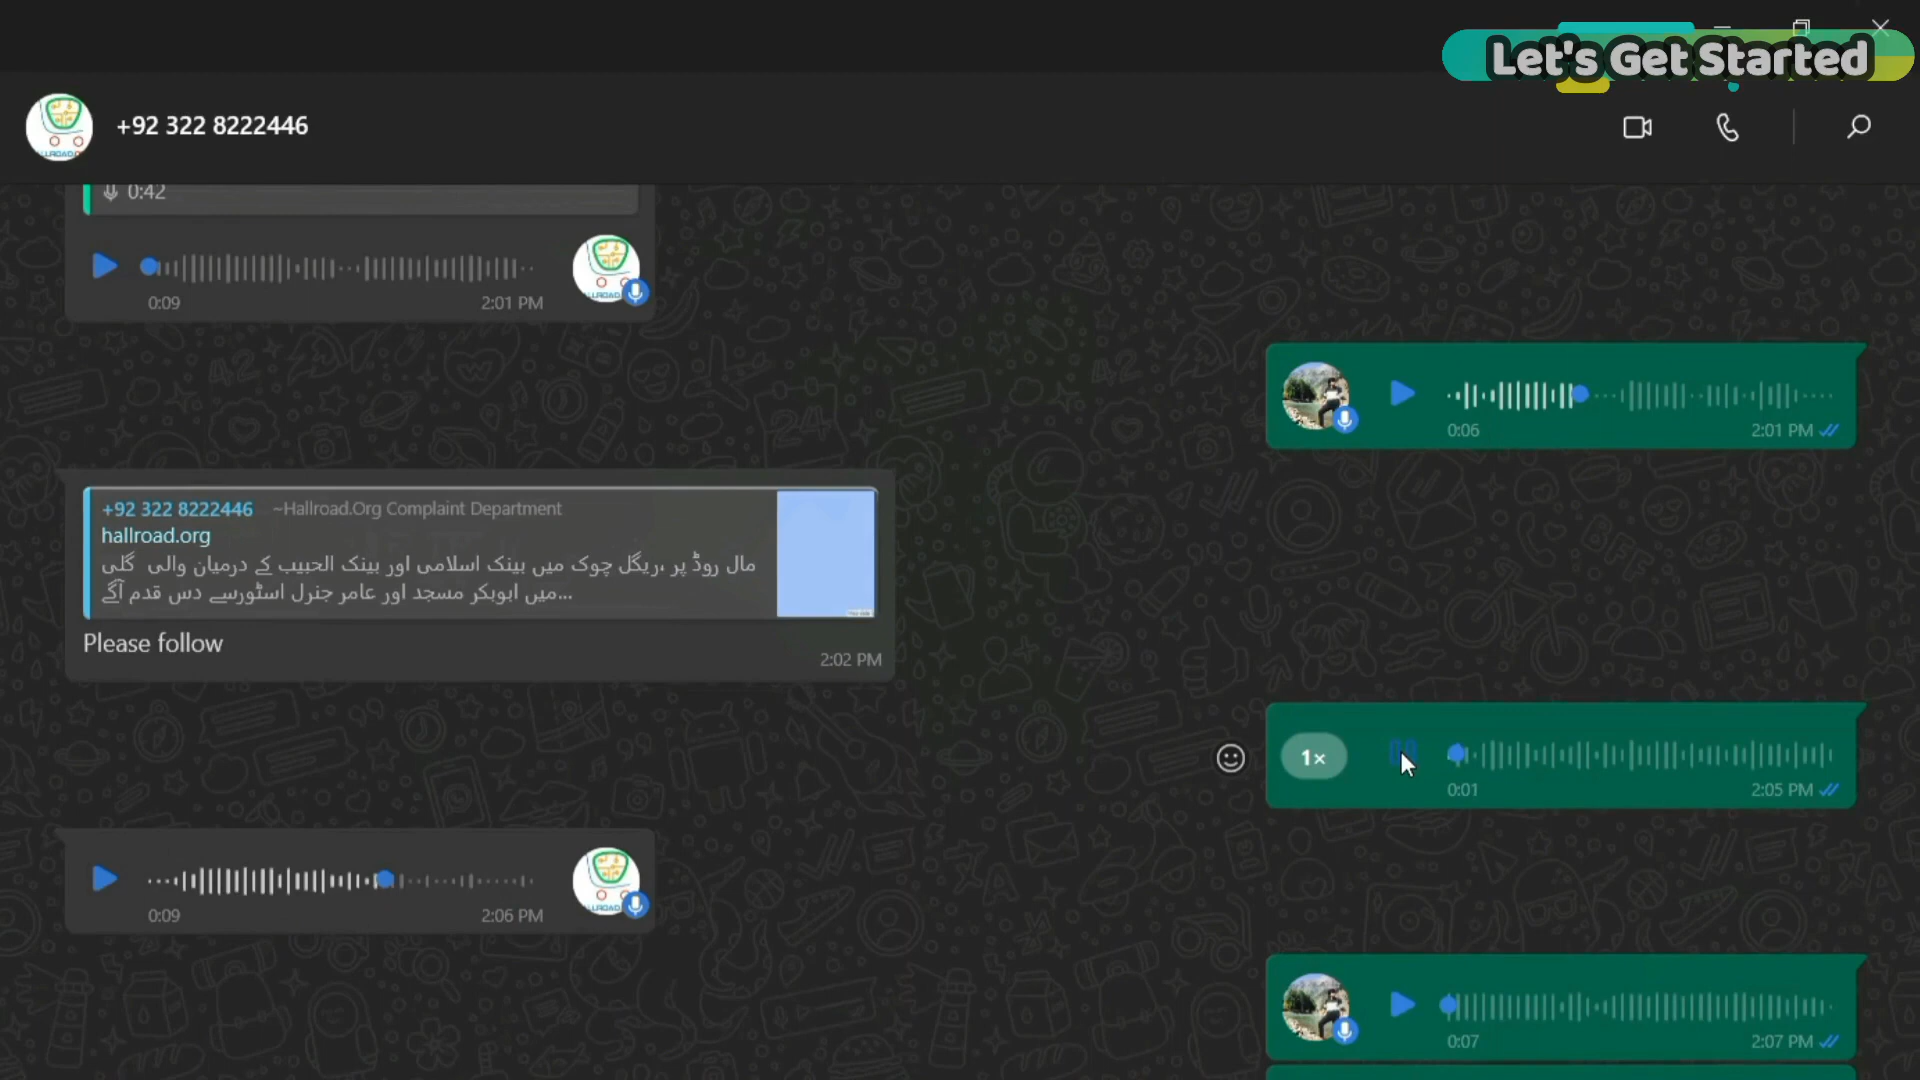 Let's Get Started
+92 322 8222446
0:42
0:09 2:01 PM
0:06 2:01 PM
+92 322 8222446 ~Hallroad.Org Complaint Department
hallroad.org
مال روڈ پر ،ریگل چوک میں بینک اسلامی اور بینک الحبیب کے درمیان والی گلی
میں ابوبکر مسجد اور عامر جنرل اسٹورسے دس قدم آگے...
Please follow
2:02 PM
1×
0:01 2:05 PM
0:09 2:06 PM
0:07 2:07 PM